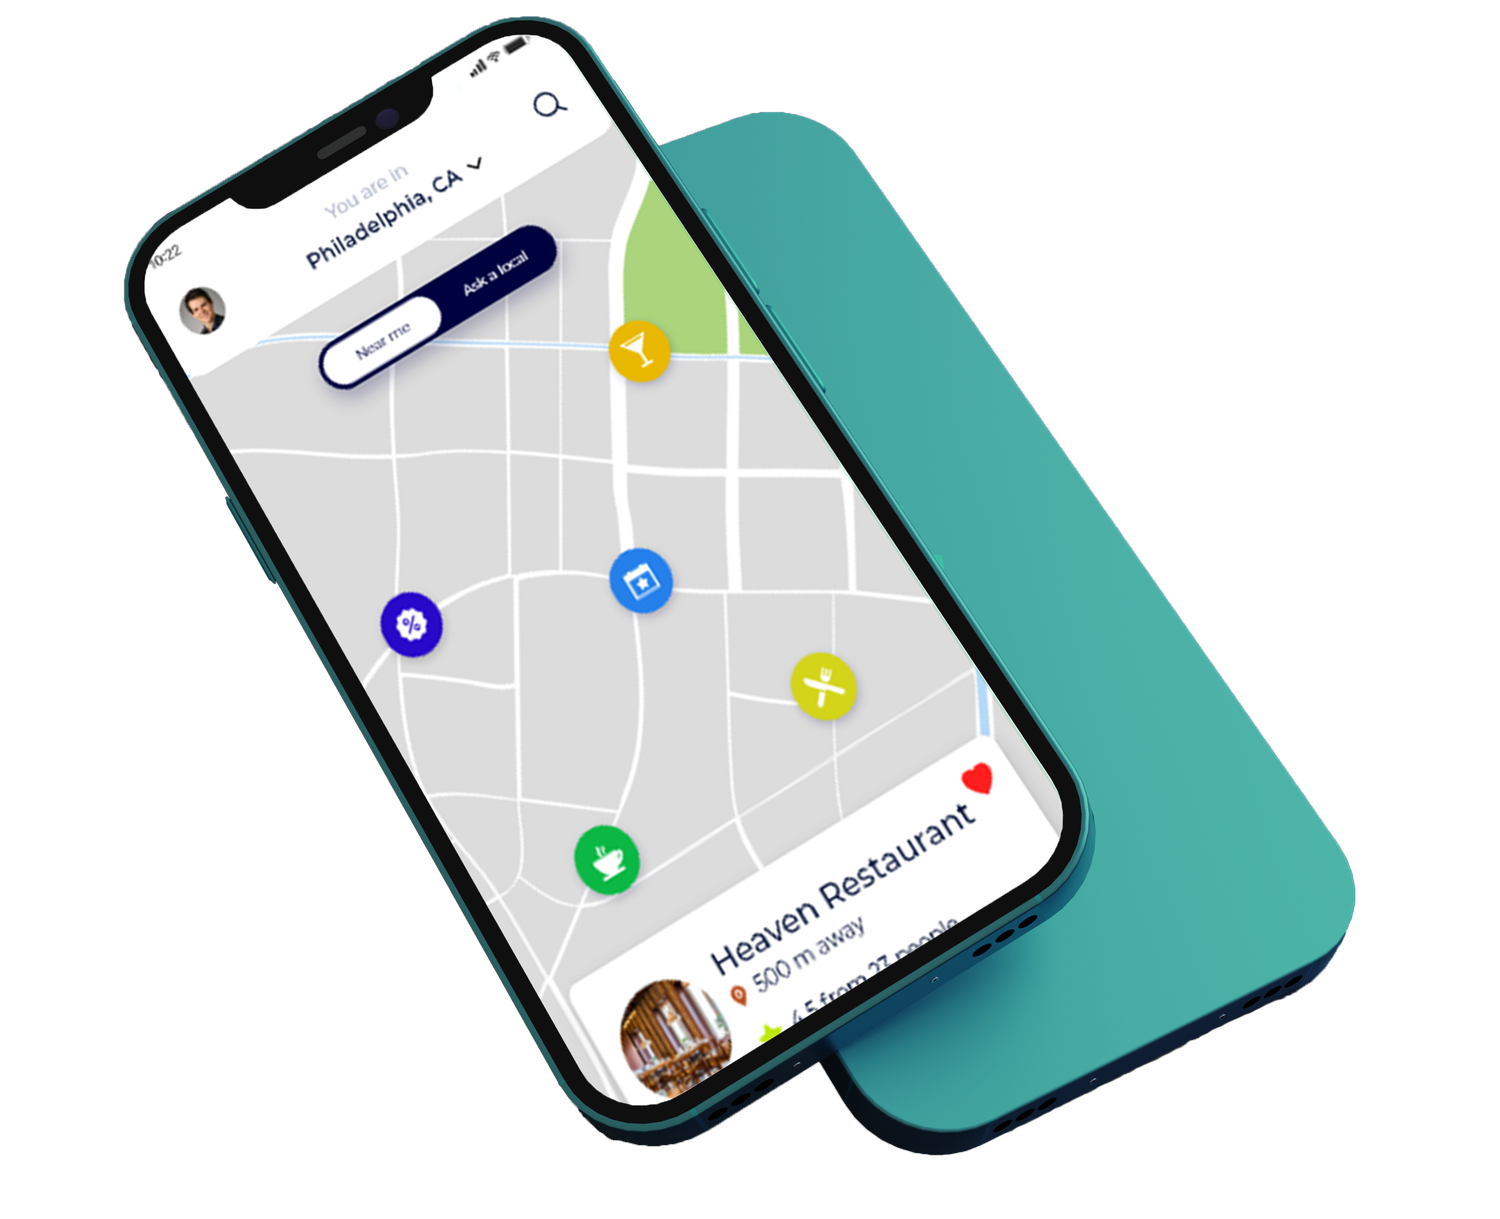 10:22
You are in
Philadelphia, CA
Near me
Ask a local
%
Heaven Restaurant
500 m away
4.5 from 27 people